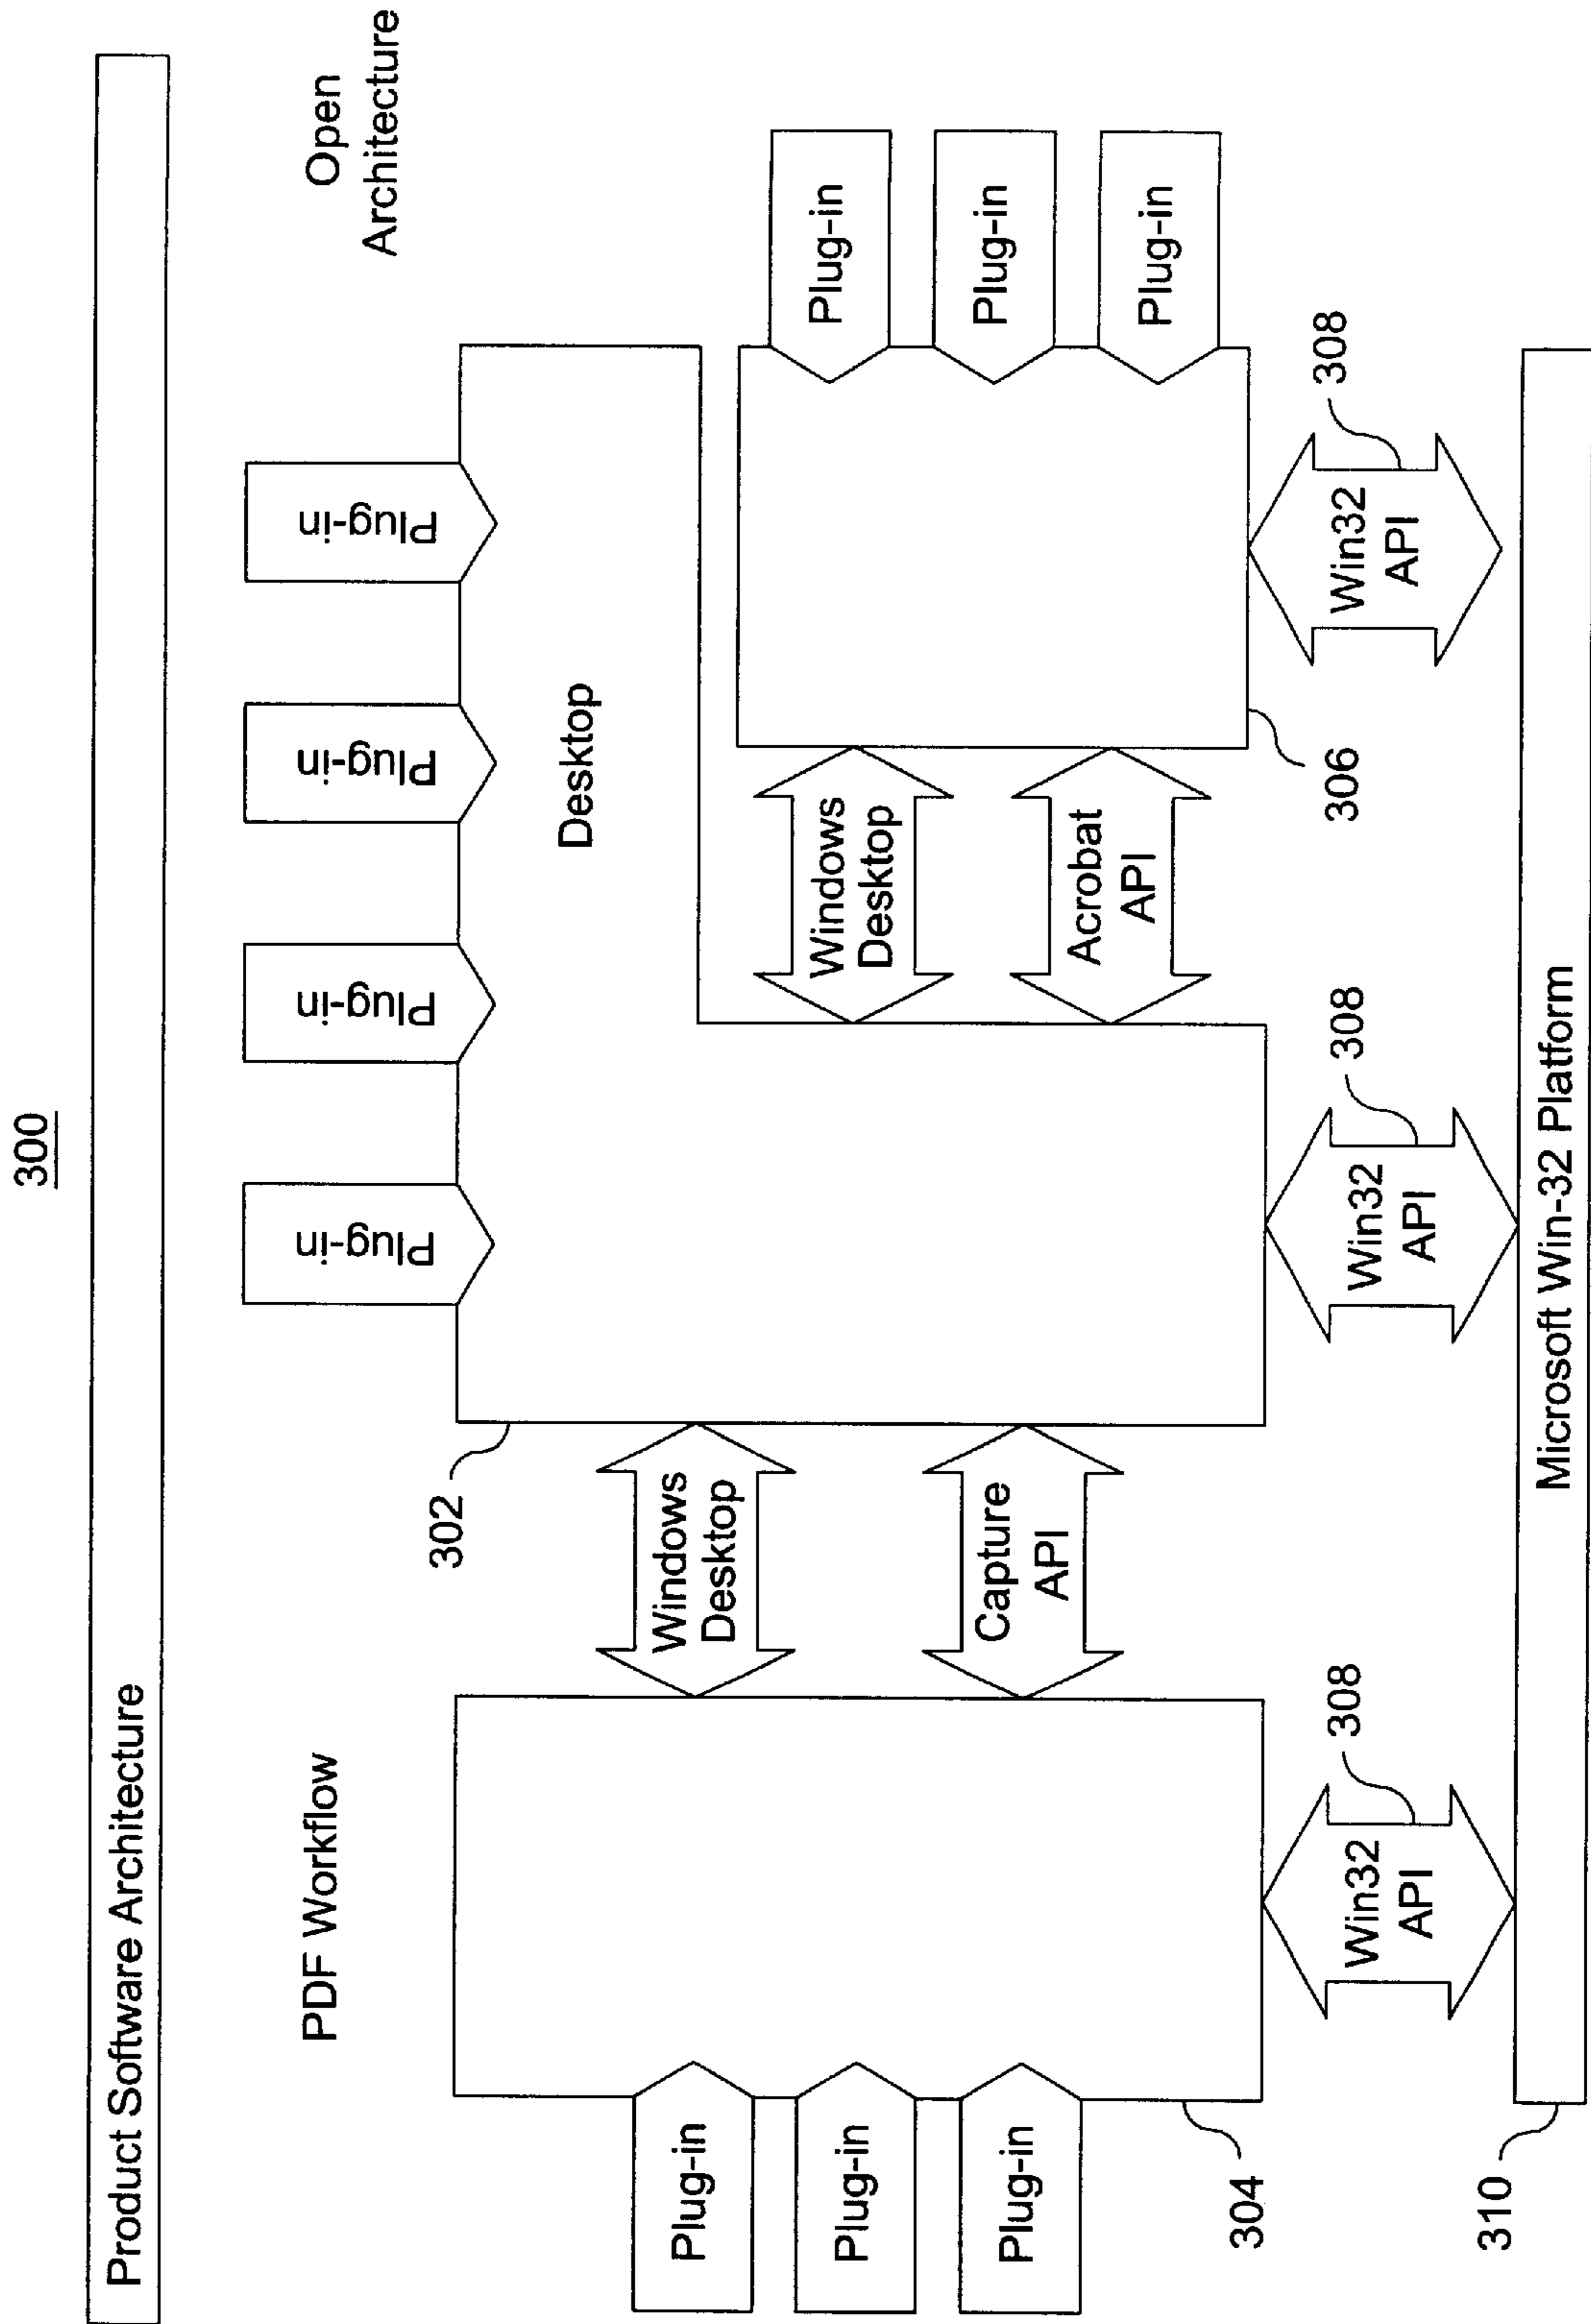 300
Product Software Architecture
PDF Workflow
Open
Architecture
Plug-in
Plug-in
Plug-in
Plug-in
302
Desktop
Windows
Desktop
Capture
API
Windows
Desktop
Acrobat
API
Plug-in
Plug-in
Plug-in
Plug-in
Plug-in
Plug-in
304
306
Win32
API
308
Win32
API
308
Win32
API
308
310
Microsoft Win-32 Platform